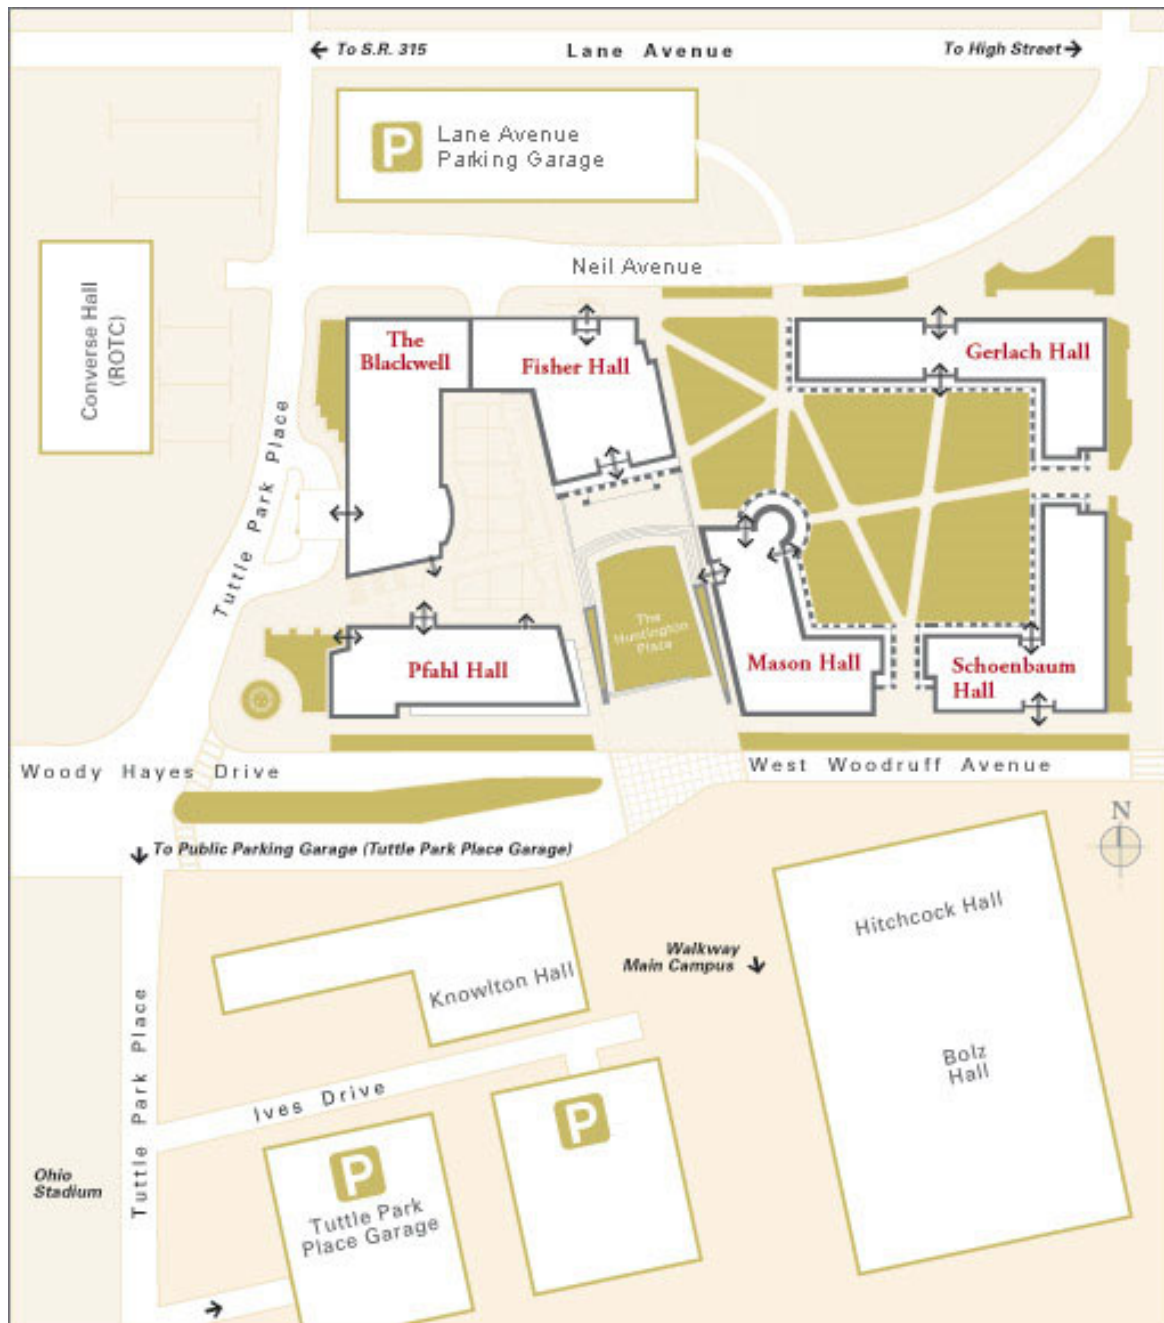 To S.R. 315
Lane Avenue
To High Street
P
Lane Avenue
Parking Garage
Neil Avenue
Converse Hall
(ROTC)
The
Blackwell
Fisher Hall
Gerlach Hall
Tuttle Park Place
The
Huntington
Place
Pfahl Hall
Mason Hall
Schoenbaum
Hall
Woody Hayes Drive
West Woodruff Avenue
N
To Public Parking Garage (Tuttle Park Place Garage)
Hitchcock Hall
Walkway
Main Campus
Knowlton Hall
Tuttle Park Place
Bolz
Hall
Ives Drive
P
Ohio
Stadium
P
Tuttle Park
Place Garage